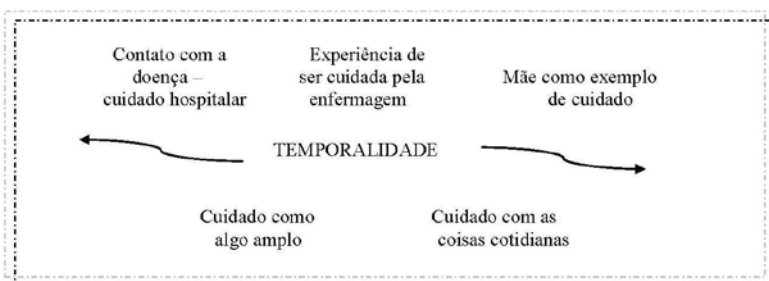 Contato com a
doença –
cuidado hospitalar
Experiência de
ser cuidada pela
enfermagem
Mãe como exemplo
de cuidado
TEMPORALIDADE
Cuidado como
algo amplo
Cuidado com as
coisas cotidianas